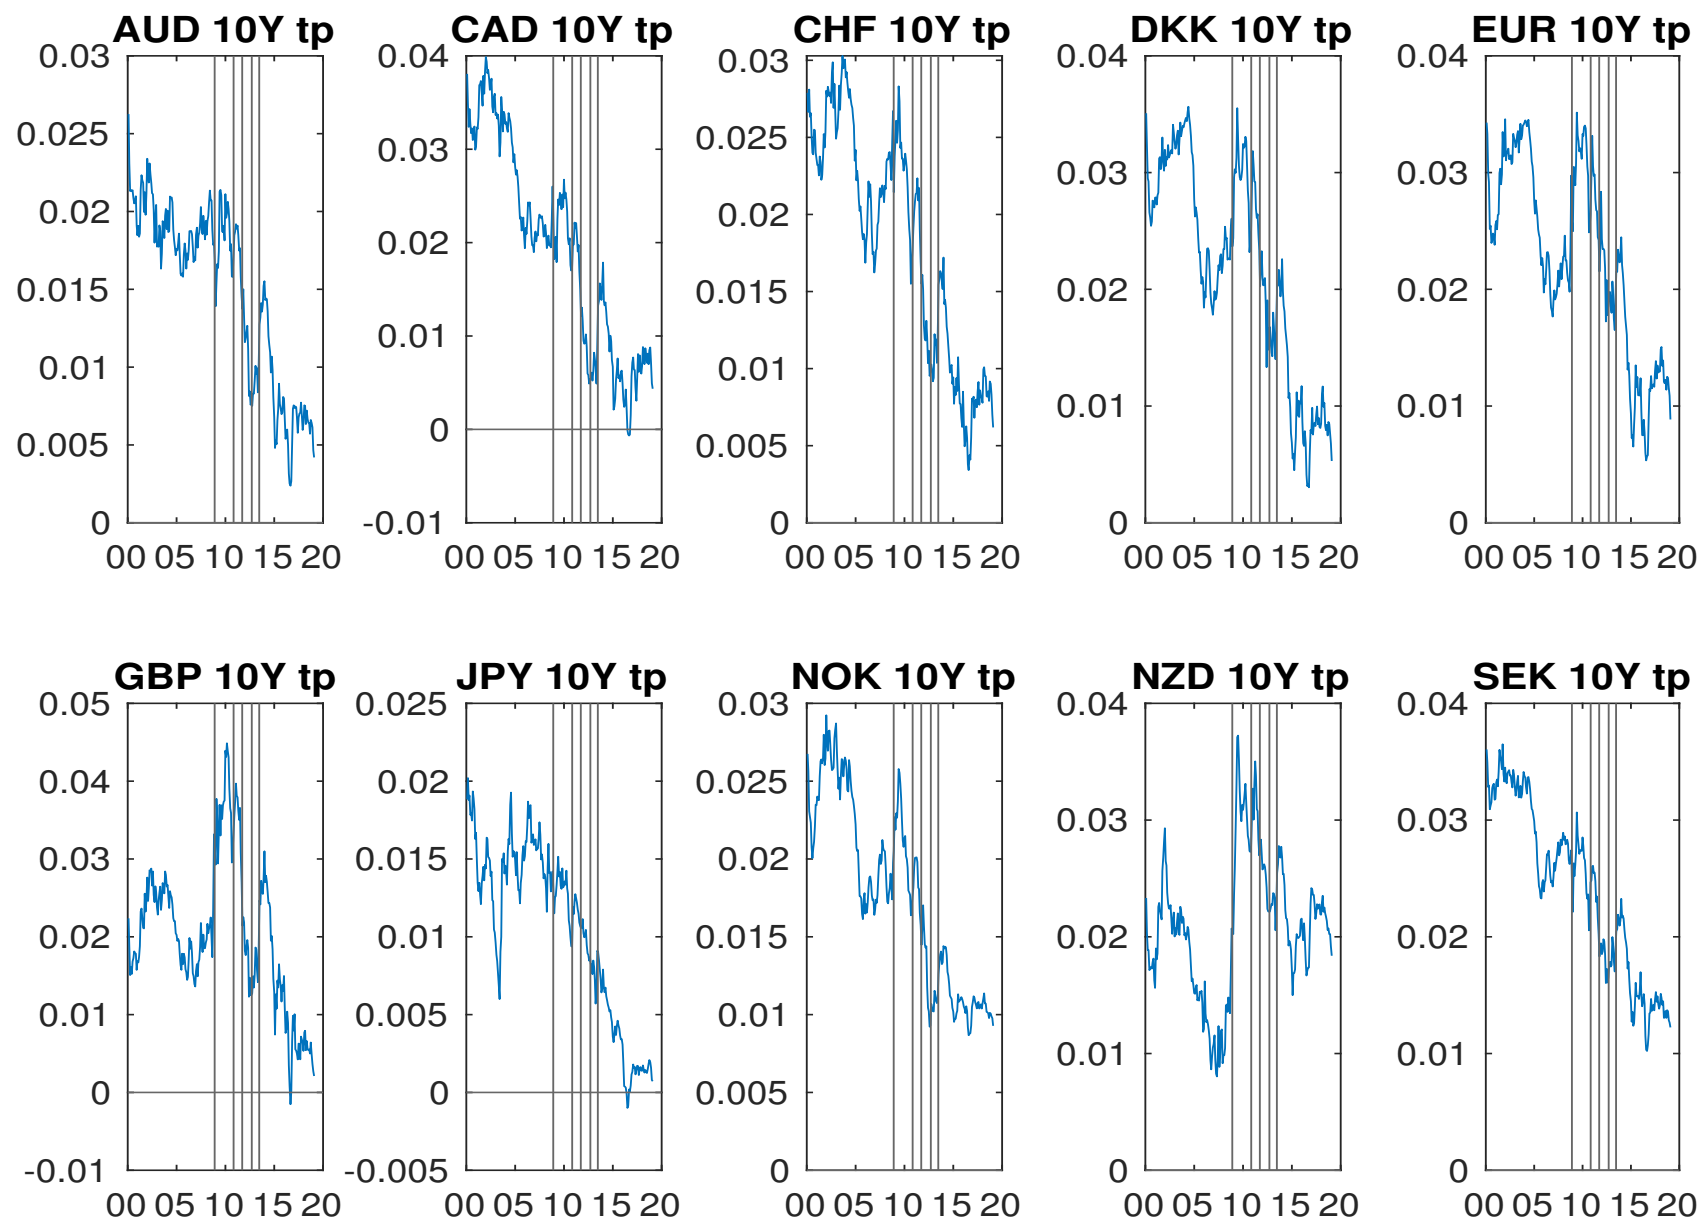 AUD 10Y tp CAD 10Y tp CHF 10Y tp DKK 10Y tp EUR 10Y tp
0.03 0.04 0.03 0.04 0.04
0.025 0.03 0.025 0.03 0.03
0.02 0.02 0.02 0.02 0.02
0.015 0.01 0.015 0.01 0.01
0.01 0 0.01 0 0
0.005 -0.01 0.005
0 0
00 05 10 15 20 00 05 10 15 20 00 05 10 15 20 00 05 10 15 20 00 05 10 15 20
GBP 10Y tp JPY 10Y tp NOK 10Y tp NZD 10Y tp SEK 10Y tp
0.05 0.025 0.03 0.04 0.04
0.04 0.02 0.025 0.03 0.03
0.03 0.015 0.02 0.02 0.02
0.02 0.01 0.015 0.01 0.01
0.01 0.005 0.01 0 0
0 0 0.005
-0.01 -0.005 0
00 05 10 15 20 00 05 10 15 20 00 05 10 15 20 00 05 10 15 20 00 05 10 15 20